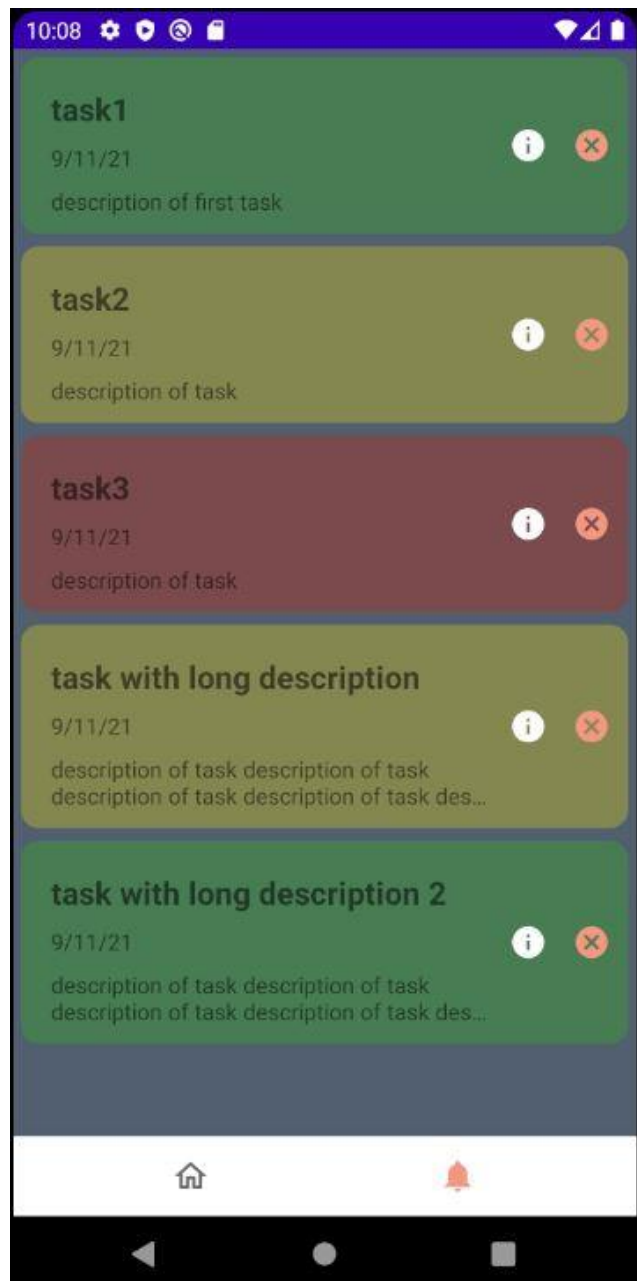 10:08
task1
9/11/21
description of first task
task2
9/11/21
description of task
task3
9/11/21
description of task
task with long description
9/11/21
description of task description of task
description of task description of task des...
task with long description 2
9/11/21
description of task description of task
description of task description of task des...